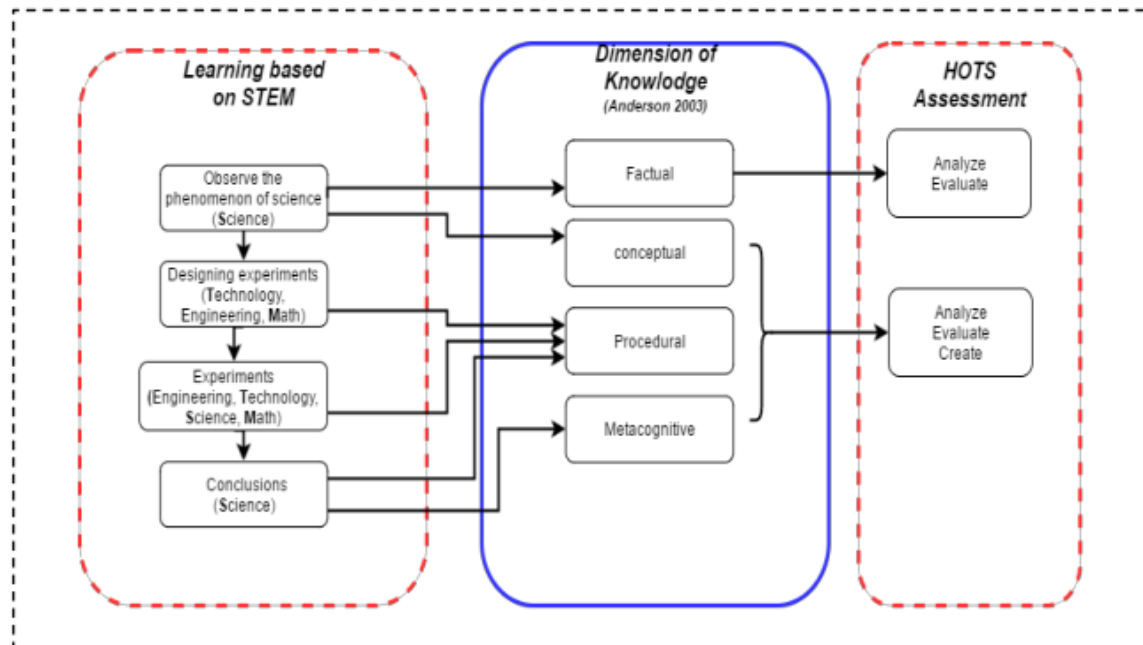 Learning based
on STEM
Observe the
phenomenon of science
(Science)
Designing experiments
(Technology,
Engineering, Math)
Experiments
(Engineering, Technology,
Science, Math)
Conclusions
(Science)
Dimension of
Knowlodge
(Anderson 2003)
Factual
conceptual
Procedural
Metacognitive
HOTS
Assessment
Analyze
Evaluate
Analyze
Evaluate
Create